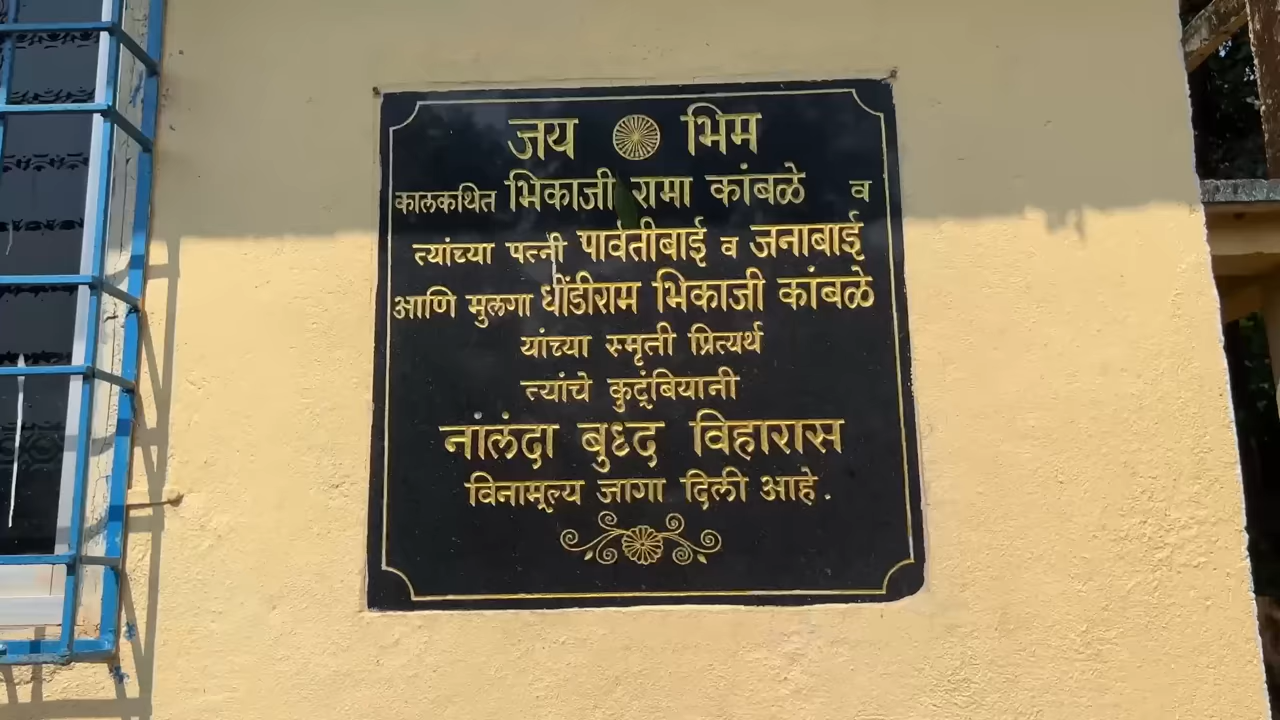 जय भिम
कालकथित भिकाजी रामा कांबळे व
त्यांच्या पत्नी पार्वतीबाई व जनाबाई
आणि मुलगा धोंडीराम भिकाजी कांबळे
यांच्या स्मृती प्रित्यर्थ
त्यांचे कुटूंबियानी
नांलंदा बुध्द विहारास
विनामूल्य जागा दिली आहे.